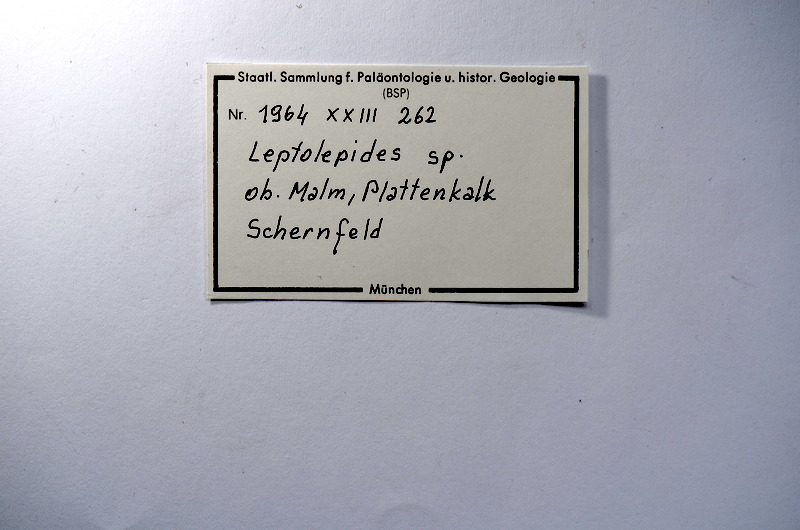 Staatl. Sammlung f. Paläontologie u. histor. Geologie
(BSP)
Nr. 1964 XXIII 262
Leptolepides sp.
ob. Malm, Plattenkalk
Schernfeld
München